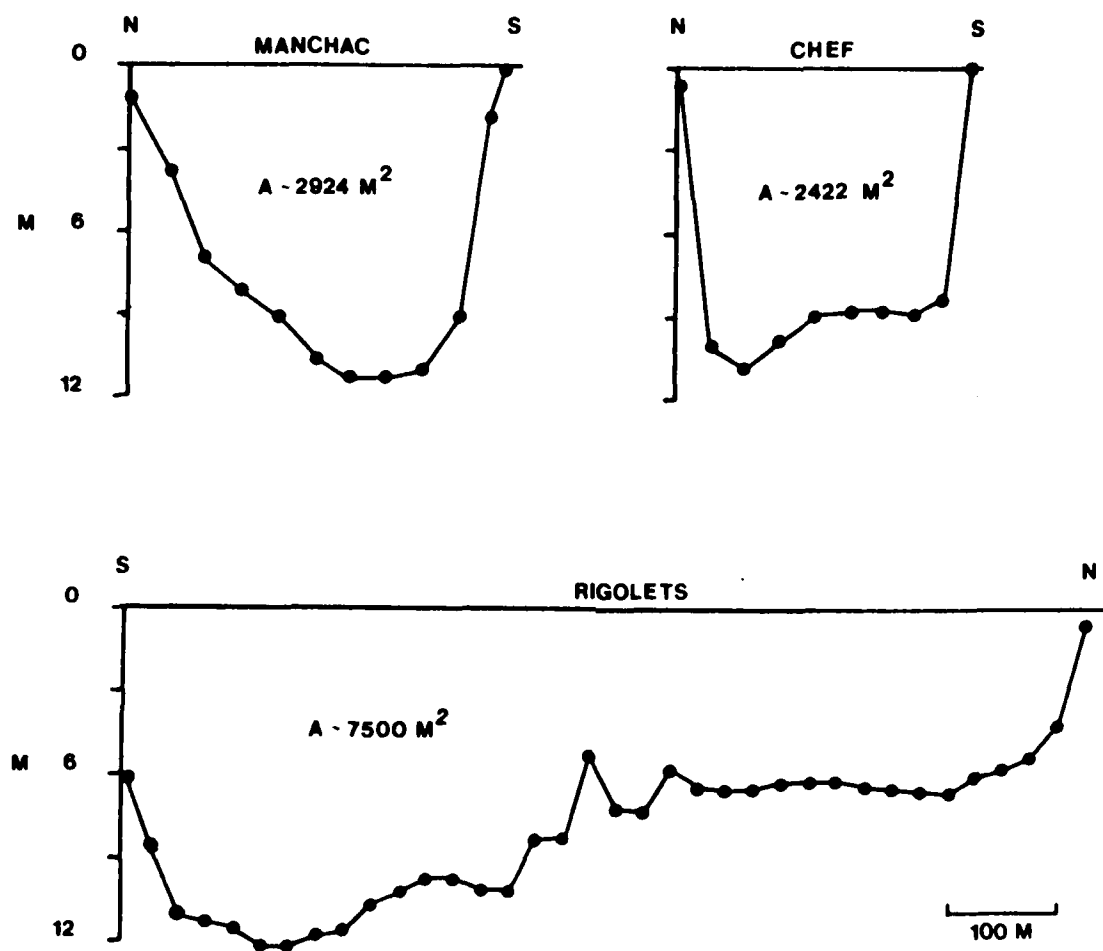 N S N S
0 MANCHAC CHEF
A ~ 2924 M² A ~ 2422 M²
M 6
12
S N
0 RIGOLETS
A ~ 7500 M²
M 6
12
100 M